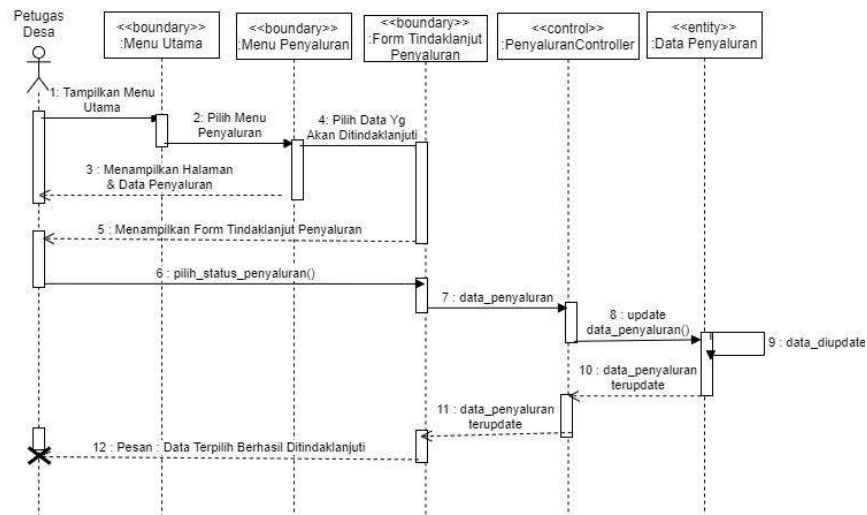 Petugas
Desa
<<boundary>>
:Menu Utama
<<boundary>>
:Menu Penyaluran
<<boundary>>
:Form Tindaklanjut
Penyaluran
<<control>>
:PenyaluranController
<<entity>>
:Data Penyaluran
1: Tampilkan Menu
Utama
2: Pilih Menu
Penyaluran
4: Pilih Data Yg
Akan Ditindaklanjuti
3 : Menampilkan Halaman
& Data Penyaluran
5 : Menampilkan Form Tindaklanjut Penyaluran
6 : pilih_status_penyaluran()
7 : data_penyaluran
8 : update
data_penyaluran()
9 : data_diupdate
10 : data_penyaluran
terupdate
11 : data_penyaluran
terupdate
12 : Pesan : Data Terpilih Berhasil Ditindaklanjuti